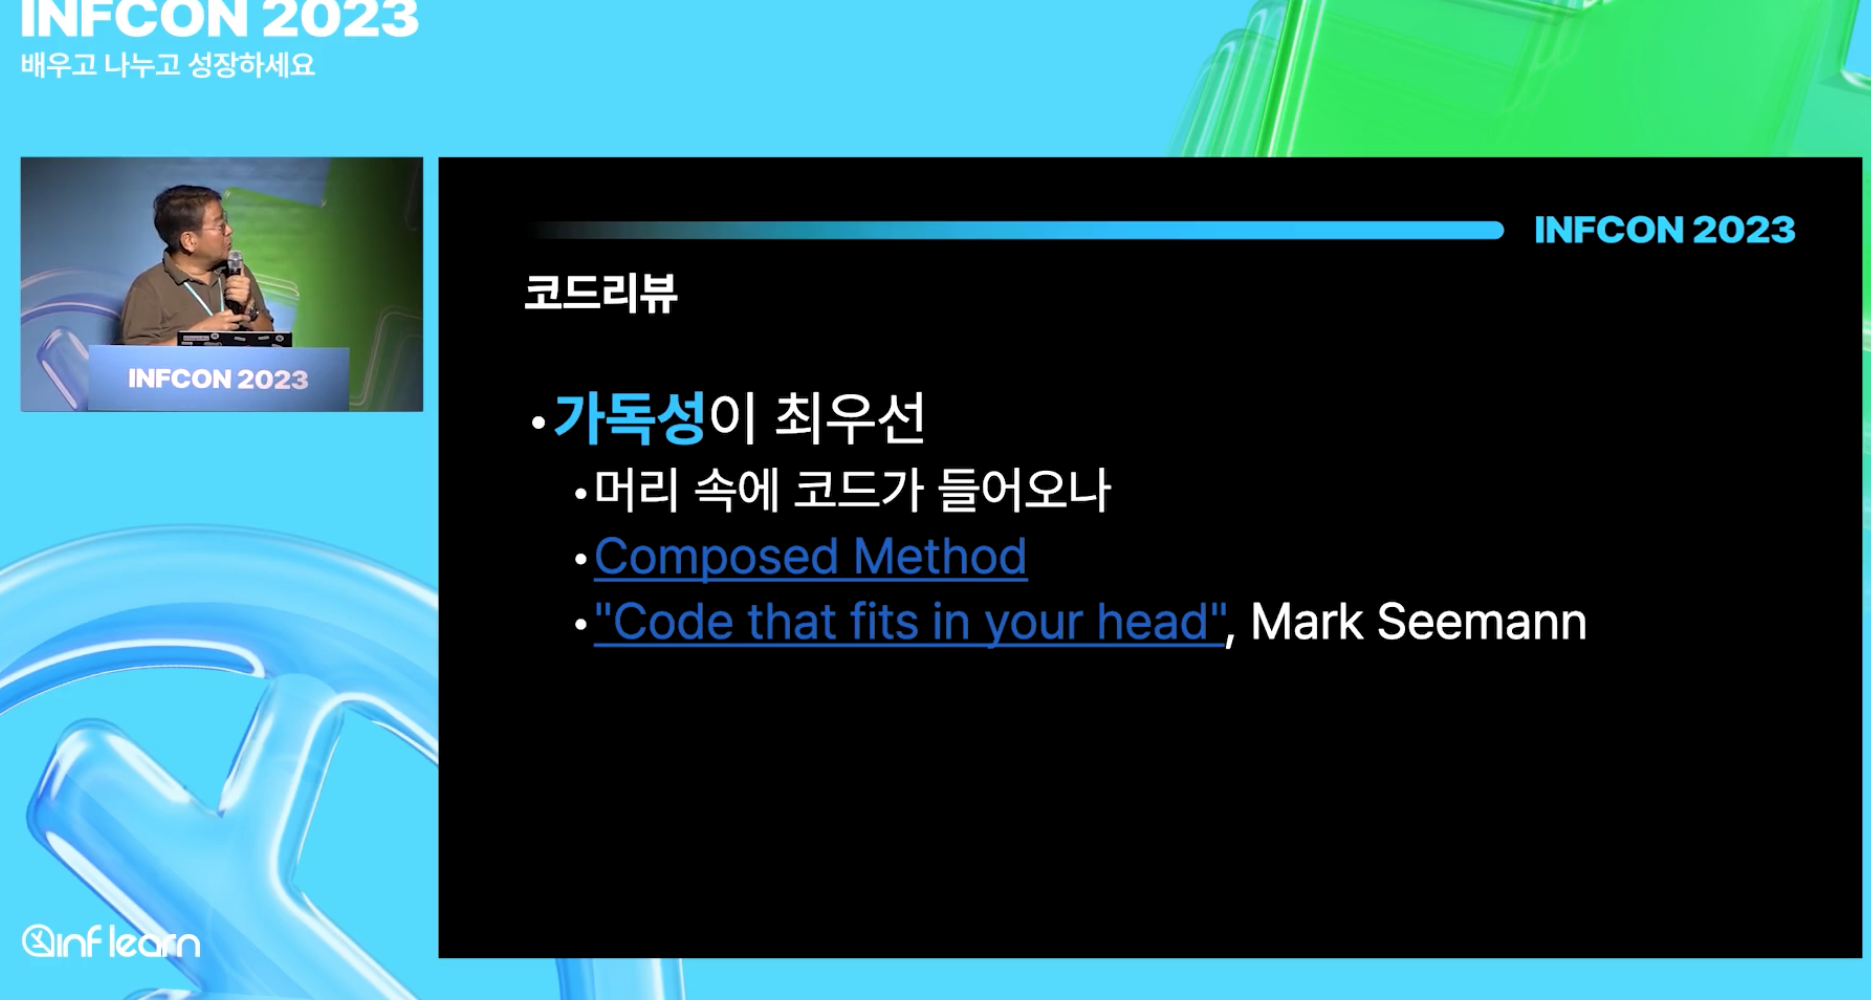 INFCON 2023
배우고 나누고 성장하세요
INFCON 2023
INFCON 2023
코드리뷰
•가독성이 최우선
•머리 속에 코드가 들어오나
•Composed Method
•"Code that fits in your head", Mark Seemann
inflearn